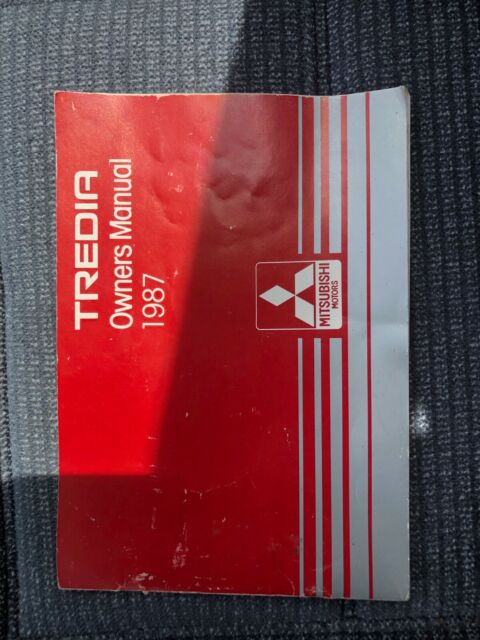 TREDIA
Owners Manual
1987
MITSUBISHI
MOTORS